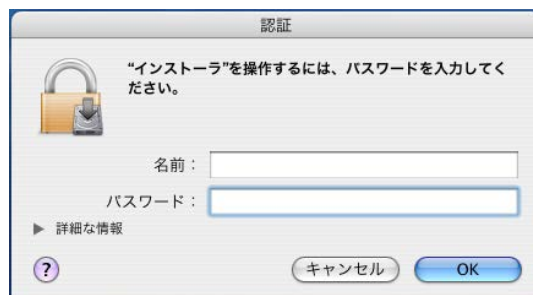 認証
“インストーラ”を操作するには、パスワードを入力してく
ださい。
名前：
パスワード：
▶ 詳細な情報
?
キャンセル
OK